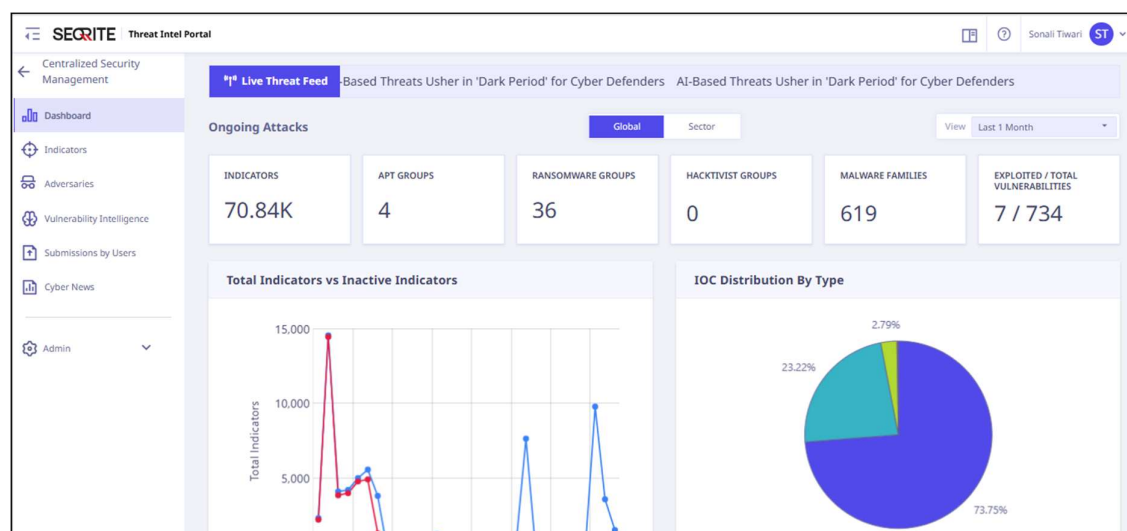 SEQRITE Threat Intel Portal
Sonali Tiwari ST
Centralized Security
Management
Dashboard
Indicators
Adversaries
Vulnerability Intelligence
Submissions by Users
Cyber News
Admin
Live Threat Feed -Based Threats Usher in 'Dark Period' for Cyber Defenders AI-Based Threats Usher in 'Dark Period' for Cyber Defenders
Ongoing Attacks
Global Sector
View Last 1 Month
INDICATORS
70.84K
APT GROUPS
4
RANSOMWARE GROUPS
36
HACKTIVIST GROUPS
0
MALWARE FAMILIES
619
EXPLOITED / TOTAL
VULNERABILITIES
7 / 734
Total Indicators vs Inactive Indicators
15,000
10,000
5,000
Total Indicators
IOC Distribution By Type
2.79%
23.22%
73.75%